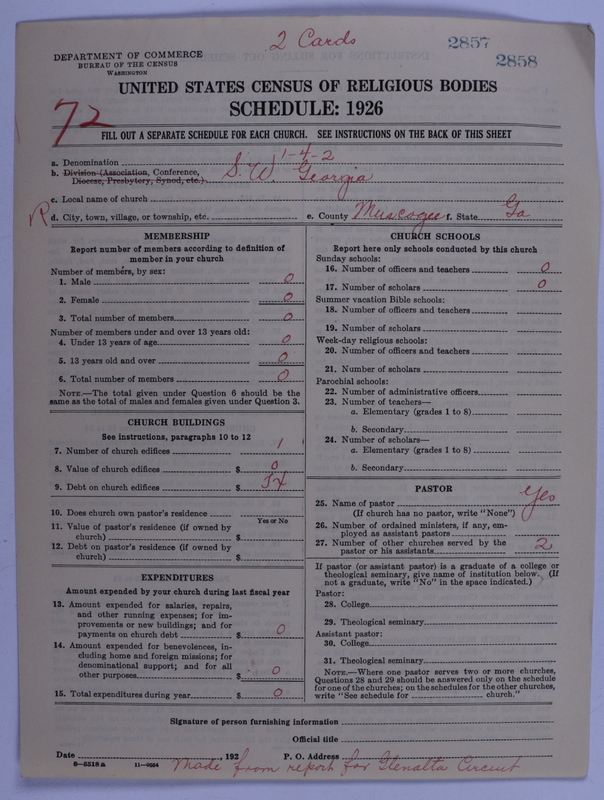 2 Cards
2857
2858
DEPARTMENT OF COMMERCE
BUREAU OF THE CENSUS
WASHINGTON
UNITED STATES CENSUS OF RELIGIOUS BODIES
SCHEDULE: 1926
72
FILL OUT A SEPARATE SCHEDULE FOR EACH CHURCH. SEE INSTRUCTIONS ON THE BACK OF THIS SHEET
a. Denomination 1-4-2
b. Division (Association, Conference, Diocese, Presbytery, Synod, etc.) S. W. Georgia
c. Local name of church
R d. City, town, village, or township, etc. e. County Muscogee f. State Ga
MEMBERSHIP
Report number of members according to definition of
member in your church
Number of members, by sex:
1. Male 0
2. Female 0
3. Total number of members 0
Number of members under and over 13 years old:
4. Under 13 years of age 0
5. 13 years old and over 0
6. Total number of members 0
NOTE.—The total given under Question 6 should be
same as the total of males and females given under Question 3.
CHURCH BUILDINGS
See instructions, paragraphs 10 to 12
7. Number of church edifices 1
8. Value of church edifices $ 0
9. Debt on church edifices $
10. Does church own pastor's residence
Yes or No
11. Value of pastor's residence (if owned by
church) $
12. Debt on pastor's residence (if owned by
church) $
EXPENDITURES
Amount expended by your church during last fiscal year
13. Amount expended for salaries, repairs,
and other running expenses; for im-
provements or new buildings; and for
payments on church debt $ 0
14. Amount expended for benevolences, in-
cluding home and foreign missions; for
denominational support; and for all
other purposes $ 0
15. Total expenditures during year $ 0
CHURCH SCHOOLS
Report here only schools conducted by this church
Sunday schools:
16. Number of officers and teachers 0
17. Number of scholars 0
Summer vacation Bible schools:
18. Number of officers and teachers
19. Number of scholars
Week-day religious schools:
20. Number of officers and teachers
21. Number of scholars
Parochial schools:
22. Number of administrative officers
23. Number of teachers—
a. Elementary (grades 1 to 8)
b. Secondary
24. Number of scholars—
a. Elementary (grades 1 to 8)
b. Secondary
PASTOR
25. Name of pastor Yes
(If church has no pastor, write "None")
26. Number of ordained ministers, if any, em-
ployed as assistant pastors
27. Number of other churches served by the
pastor or his assistants 2
If pastor (or assistant pastor) is a graduate of a college or
theological seminary, give name of institution below. (If
not a graduate, write "No" in the space indicated.)
Pastor:
28. College
29. Theological seminary
Assistant pastor:
30. College
31. Theological seminary
NOTE.—Where one pastor serves two or more churches,
Questions 28 and 29 should be answered only on the schedule
for one of the churches; on the schedules for the other churches,
write "See schedule for church."
Signature of person furnishing information
Official title
Date , 192 P. O. Address
8-5318a 11-9034 Made from report for Glenalta Circuit